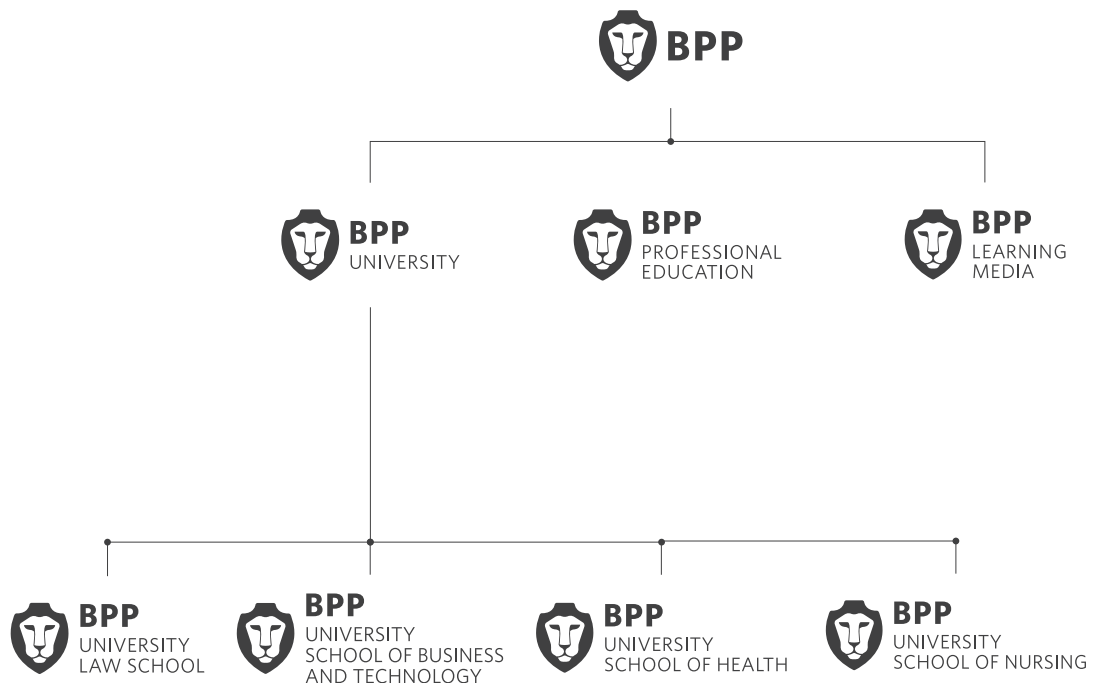 BPP
BPP
UNIVERSITY
BPP
PROFESSIONAL
EDUCATION
BPP
LEARNING
MEDIA
BPP
UNIVERSITY
LAW SCHOOL
BPP
UNIVERSITY
SCHOOL OF BUSINESS
AND TECHNOLOGY
BPP
UNIVERSITY
SCHOOL OF HEALTH
BPP
UNIVERSITY
SCHOOL OF NURSING